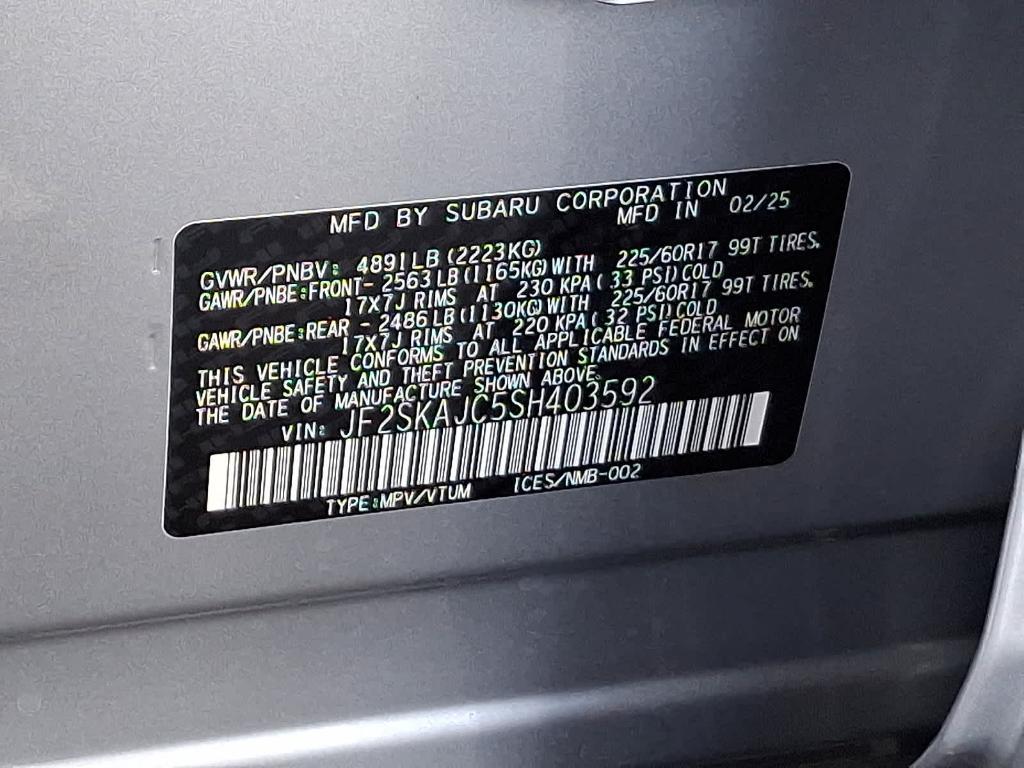 MFD BY SUBARU CORPORATION
MFD IN 02/25
GVWR/PNBV: 4891LB (2223KG)
GAWR/PNBE:FRONT- 2563LB(1165KG)WITH 225/60R17 99T TIRES.
17X7J RIMS AT 230 KPA( 33 PSI)COLD
GAWR/PNBE:REAR - 2486LB(1130KG)WITH 225/60R17 99T TIRES.
17X7J RIMS AT 220 KPA( 32 PSI)COLD
THIS VEHICLE CONFORMS TO ALL APPLICABLE FEDERAL MOTOR
VEHICLE SAFETY AND THEFT PREVENTION STANDARDS IN EFFECT ON
THE DATE OF MANUFACTURE SHOWN ABOVE.
VIN: JF2SKAJC5SH403592
TYPE:MPV/VTUM ICES/NMB-002